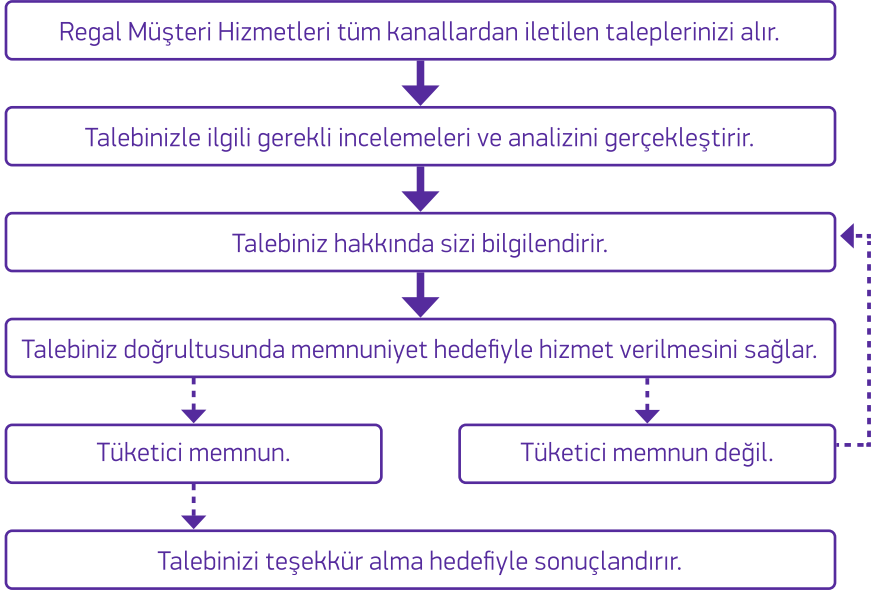 Regal Müşteri Hizmetleri tüm kanallardan iletilen taleplerinizi alır.
Talebinizle ilgili gerekli incelemeleri ve analizini gerçekleştirir.
Talebiniz hakkında sizi bilgilendirir.
Talebiniz doğrultusunda memnuniyet hedefiyle hizmet verilmesini sağlar.
Tüketici memnun.
Tüketici memnun değil.
Talebinizi teşekkür alma hedefiyle sonuçlandırır.